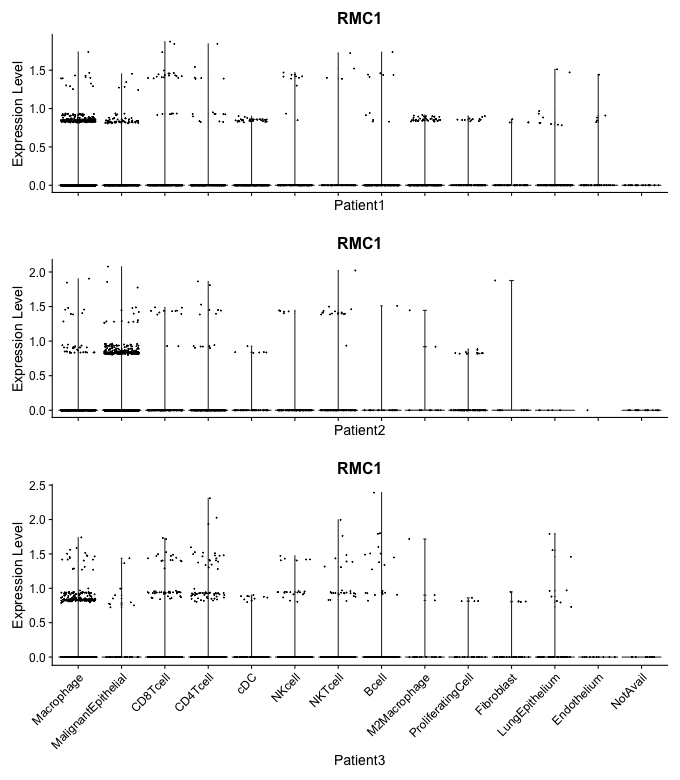 RMC1
Expression Level
1.5
1.0
0.5
0.0
Patient1
RMC1
Expression Level
2.0
1.5
1.0
0.5
0.0
Patient2
RMC1
Expression Level
2.5
2.0
1.5
1.0
0.5
0.0
Macrophage
MalignantEpithelial
CD8Tcell
CD4Tcell
cDC
NKcell
NKTcell
Bcell
M2Macrophage
ProliferatingCell
Fibroblast
LungEpithelium
Endothelium
NotAvail
Patient3